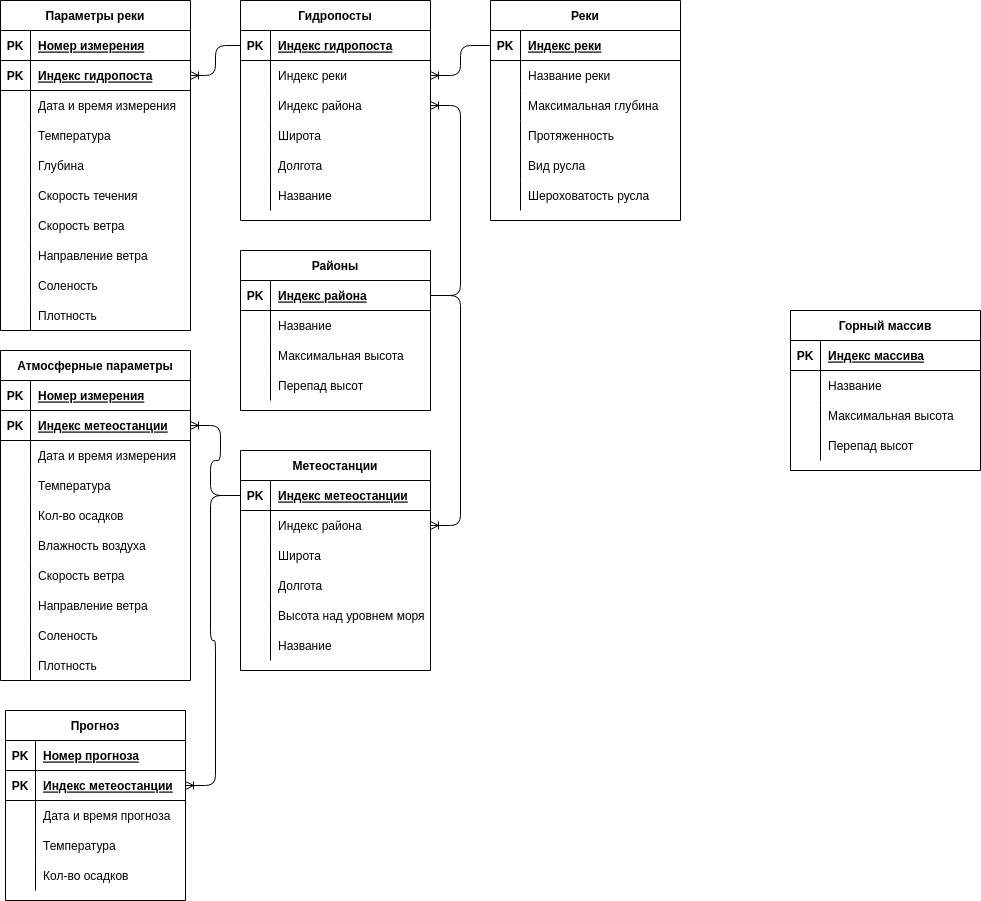 Параметры реки
PK Номер измерения
PK Индекс гидропоста
Дата и время измерения
Температура
Глубина
Скорость течения
Скорость ветра
Направление ветра
Соленость
Плотность
Гидропосты
PK Индекс гидропоста
Индекс реки
Индекс района
Широта
Долгота
Название
Реки
PK Индекс реки
Название реки
Максимальная глубина
Протяженность
Вид русла
Шероховатость русла
Районы
PK Индекс района
Название
Максимальная высота
Перепад высот
Горный массив
PK Индекс массива
Название
Максимальная высота
Перепад высот
Атмосферные параметры
PK Номер измерения
PK Индекс метеостанции
Дата и время измерения
Температура
Кол-во осадков
Влажность воздуха
Скорость ветра
Направление ветра
Соленость
Плотность
Метеостанции
PK Индекс метеостанции
Индекс района
Широта
Долгота
Высота над уровнем моря
Название
Прогноз
PK Номер прогноза
PK Индекс метеостанции
Дата и время прогноза
Температура
Кол-во осадков